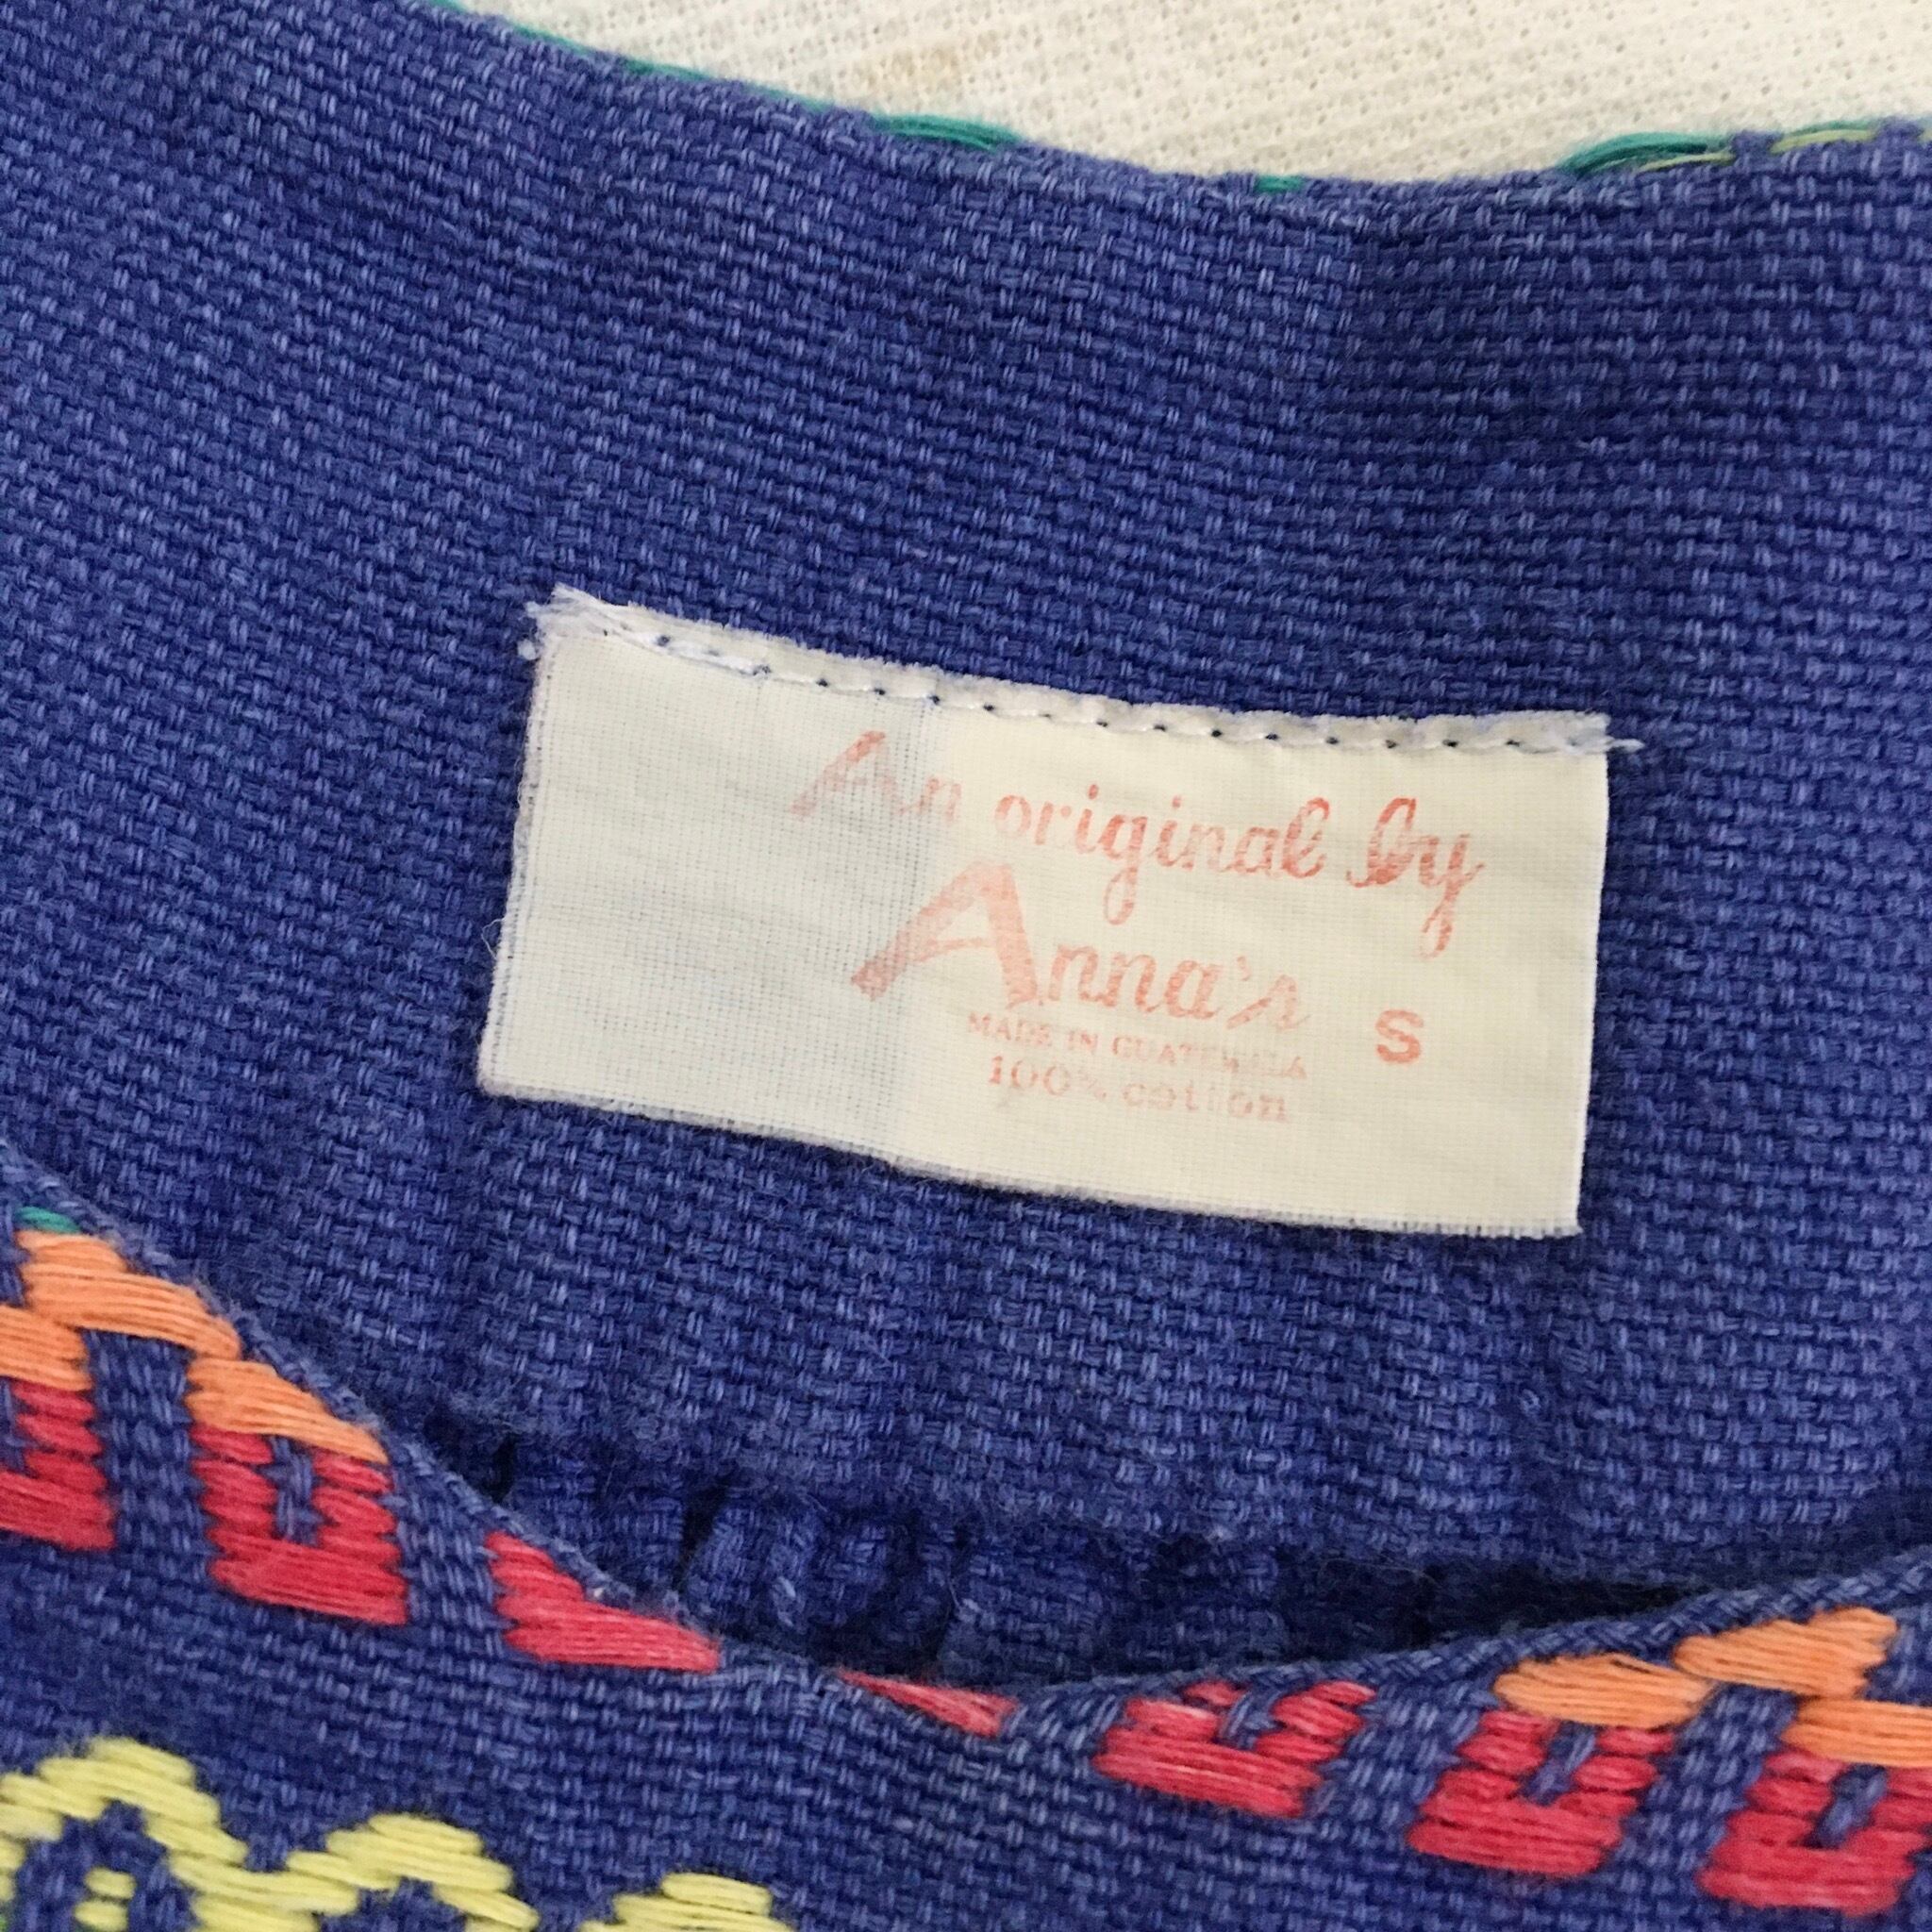 An original by
Anna's
S
MADE IN GUATEMALA
100% cotton